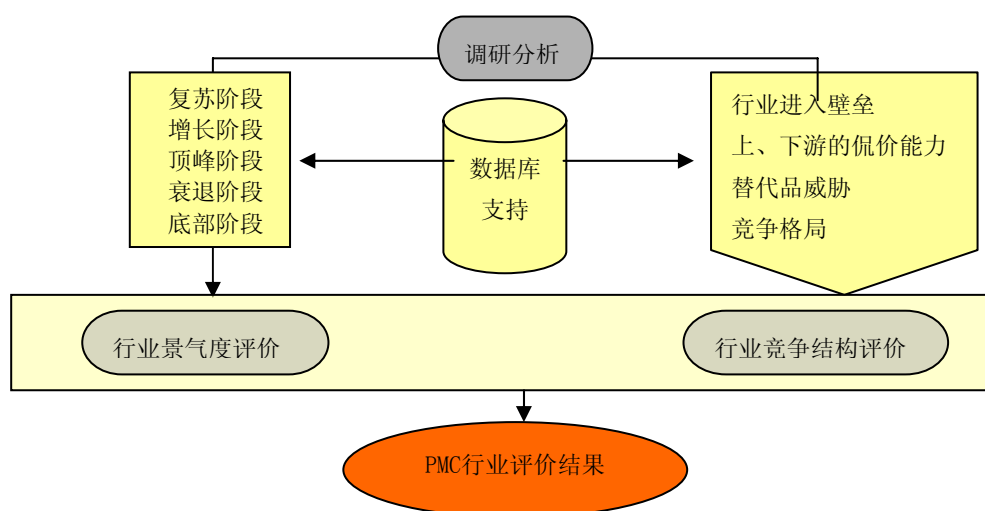 调研分析
复苏阶段
增长阶段
顶峰阶段
衰退阶段
底部阶段
数据库
支持
行业进入壁垒
上、下游的侃价能力
替代品威胁
竞争格局
行业景气度评价
行业竞争结构评价
PMC行业评价结果